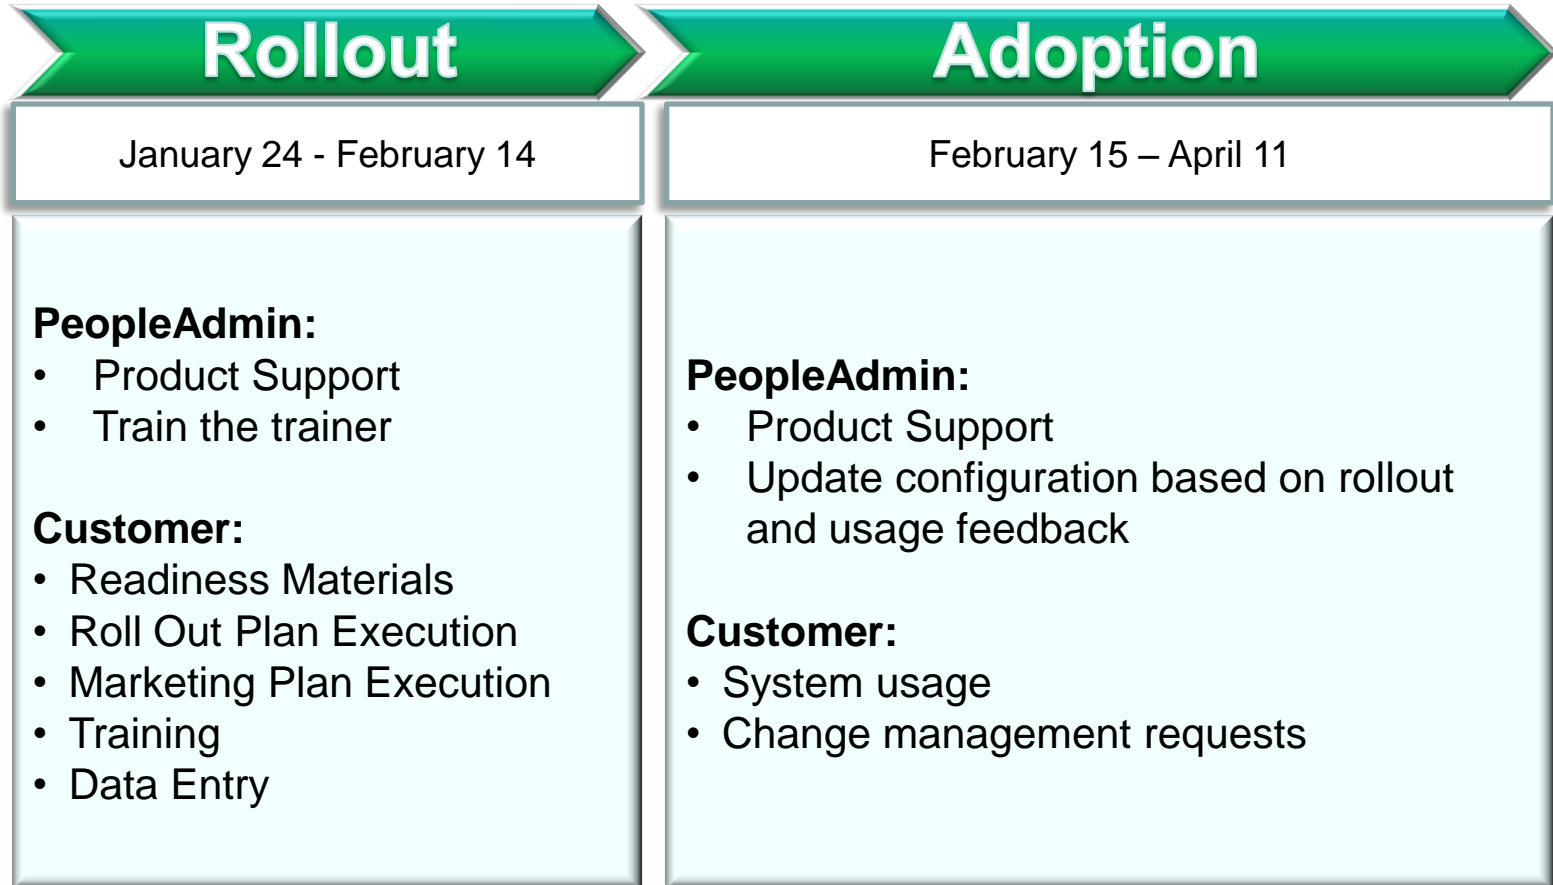 Rollout
January 24 - February 14
PeopleAdmin:
• Product Support
• Train the trainer
Customer:
• Readiness Materials
• Roll Out Plan Execution
• Marketing Plan Execution
• Training
• Data Entry
Adoption
February 15 – April 11
PeopleAdmin:
• Product Support
• Update configuration based on rollout
and usage feedback
Customer:
• System usage
• Change management requests